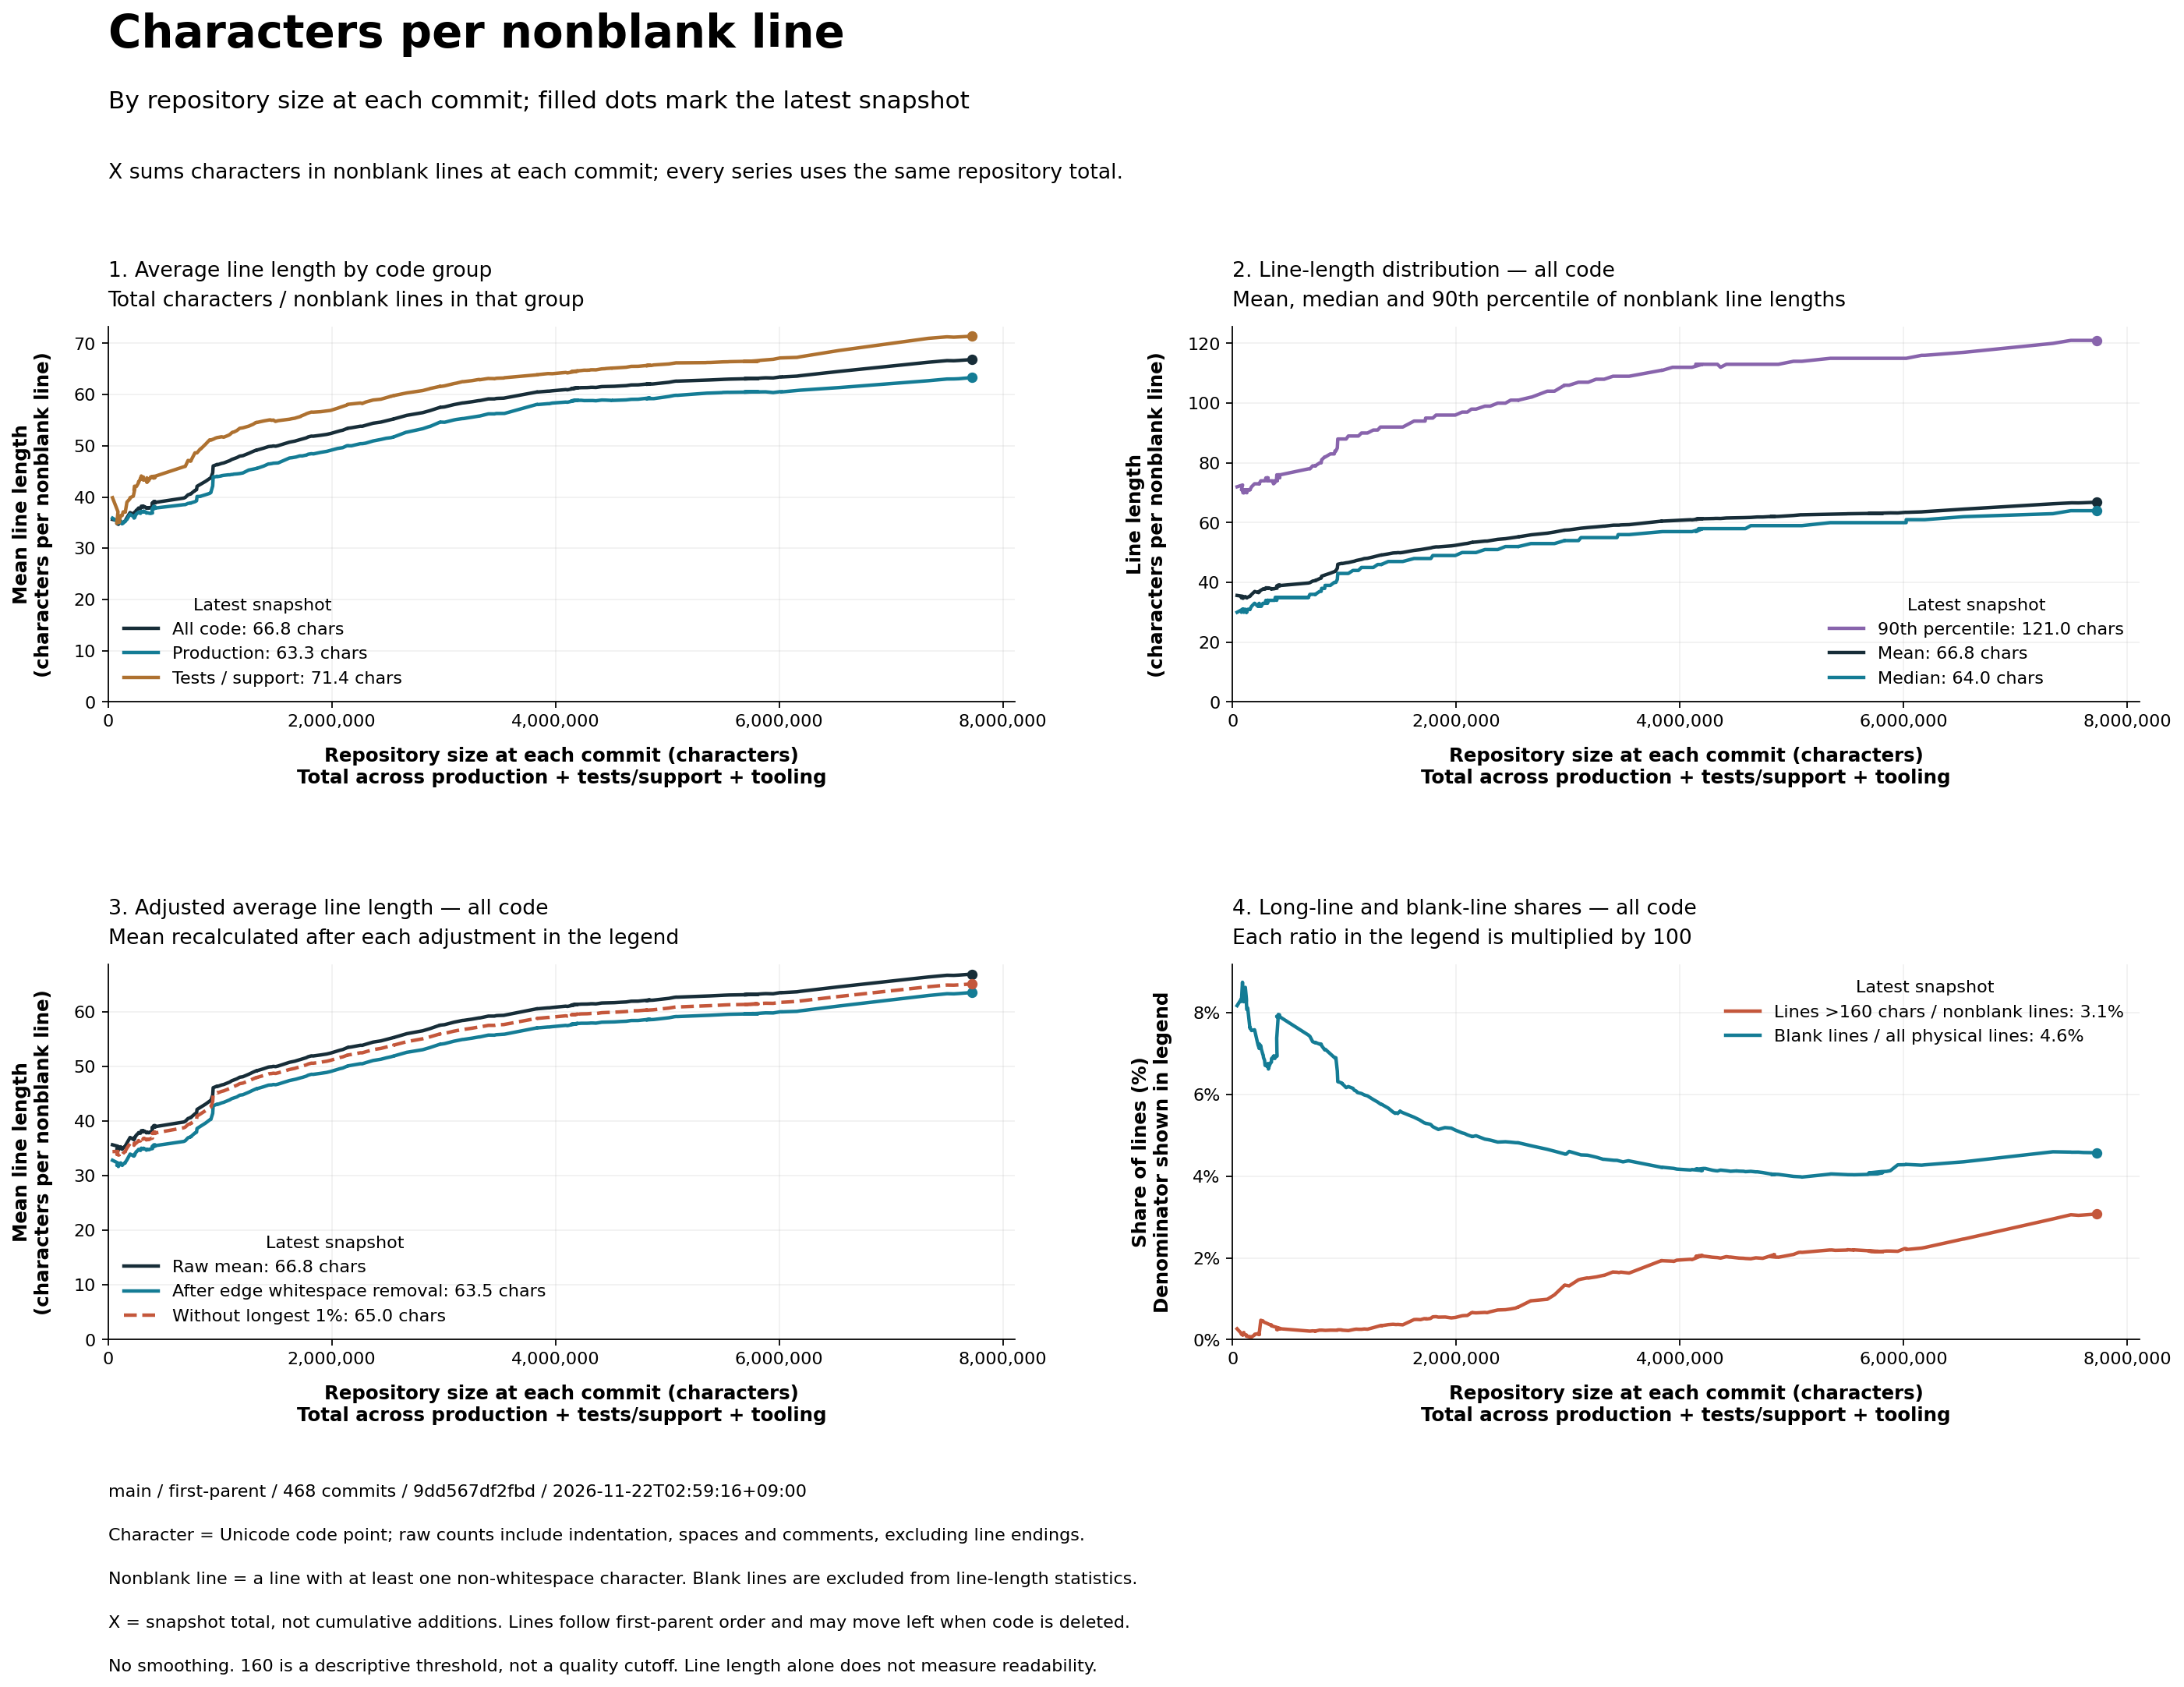 Characters per nonblank line
By repository size at each commit; filled dots mark the latest snapshot
X sums characters in nonblank lines at each commit; every series uses the same repository total.
1. Average line length by code group
Total characters / nonblank lines in that group
Mean line length
(characters per nonblank line)
70
60
50
40
30
20
10
0
Latest snapshot
All code: 66.8 chars
Production: 63.3 chars
Tests / support: 71.4 chars
0
2,000,000
4,000,000
6,000,000
8,000,000
Repository size at each commit (characters)
Total across production + tests/support + tooling
2. Line-length distribution — all code
Mean, median and 90th percentile of nonblank line lengths
Line length
(characters per nonblank line)
120
100
80
60
40
20
0
Latest snapshot
90th percentile: 121.0 chars
Mean: 66.8 chars
Median: 64.0 chars
0
2,000,000
4,000,000
6,000,000
8,000,000
Repository size at each commit (characters)
Total across production + tests/support + tooling
3. Adjusted average line length — all code
Mean recalculated after each adjustment in the legend
Mean line length
(characters per nonblank line)
60
50
40
30
20
10
0
Latest snapshot
Raw mean: 66.8 chars
After edge whitespace removal: 63.5 chars
Without longest 1%: 65.0 chars
0
2,000,000
4,000,000
6,000,000
8,000,000
Repository size at each commit (characters)
Total across production + tests/support + tooling
4. Long-line and blank-line shares — all code
Each ratio in the legend is multiplied by 100
Share of lines (%)
Denominator shown in legend
8%
6%
4%
2%
0%
Latest snapshot
Lines >160 chars / nonblank lines: 3.1%
Blank lines / all physical lines: 4.6%
0
2,000,000
4,000,000
6,000,000
8,000,000
Repository size at each commit (characters)
Total across production + tests/support + tooling
main / first-parent / 468 commits / 9dd567df2fbd / 2026-11-22T02:59:16+09:00
Character = Unicode code point; raw counts include indentation, spaces and comments, excluding line endings.
Nonblank line = a line with at least one non-whitespace character. Blank lines are excluded from line-length statistics.
X = snapshot total, not cumulative additions. Lines follow first-parent order and may move left when code is deleted.
No smoothing. 160 is a descriptive threshold, not a quality cutoff. Line length alone does not measure readability.